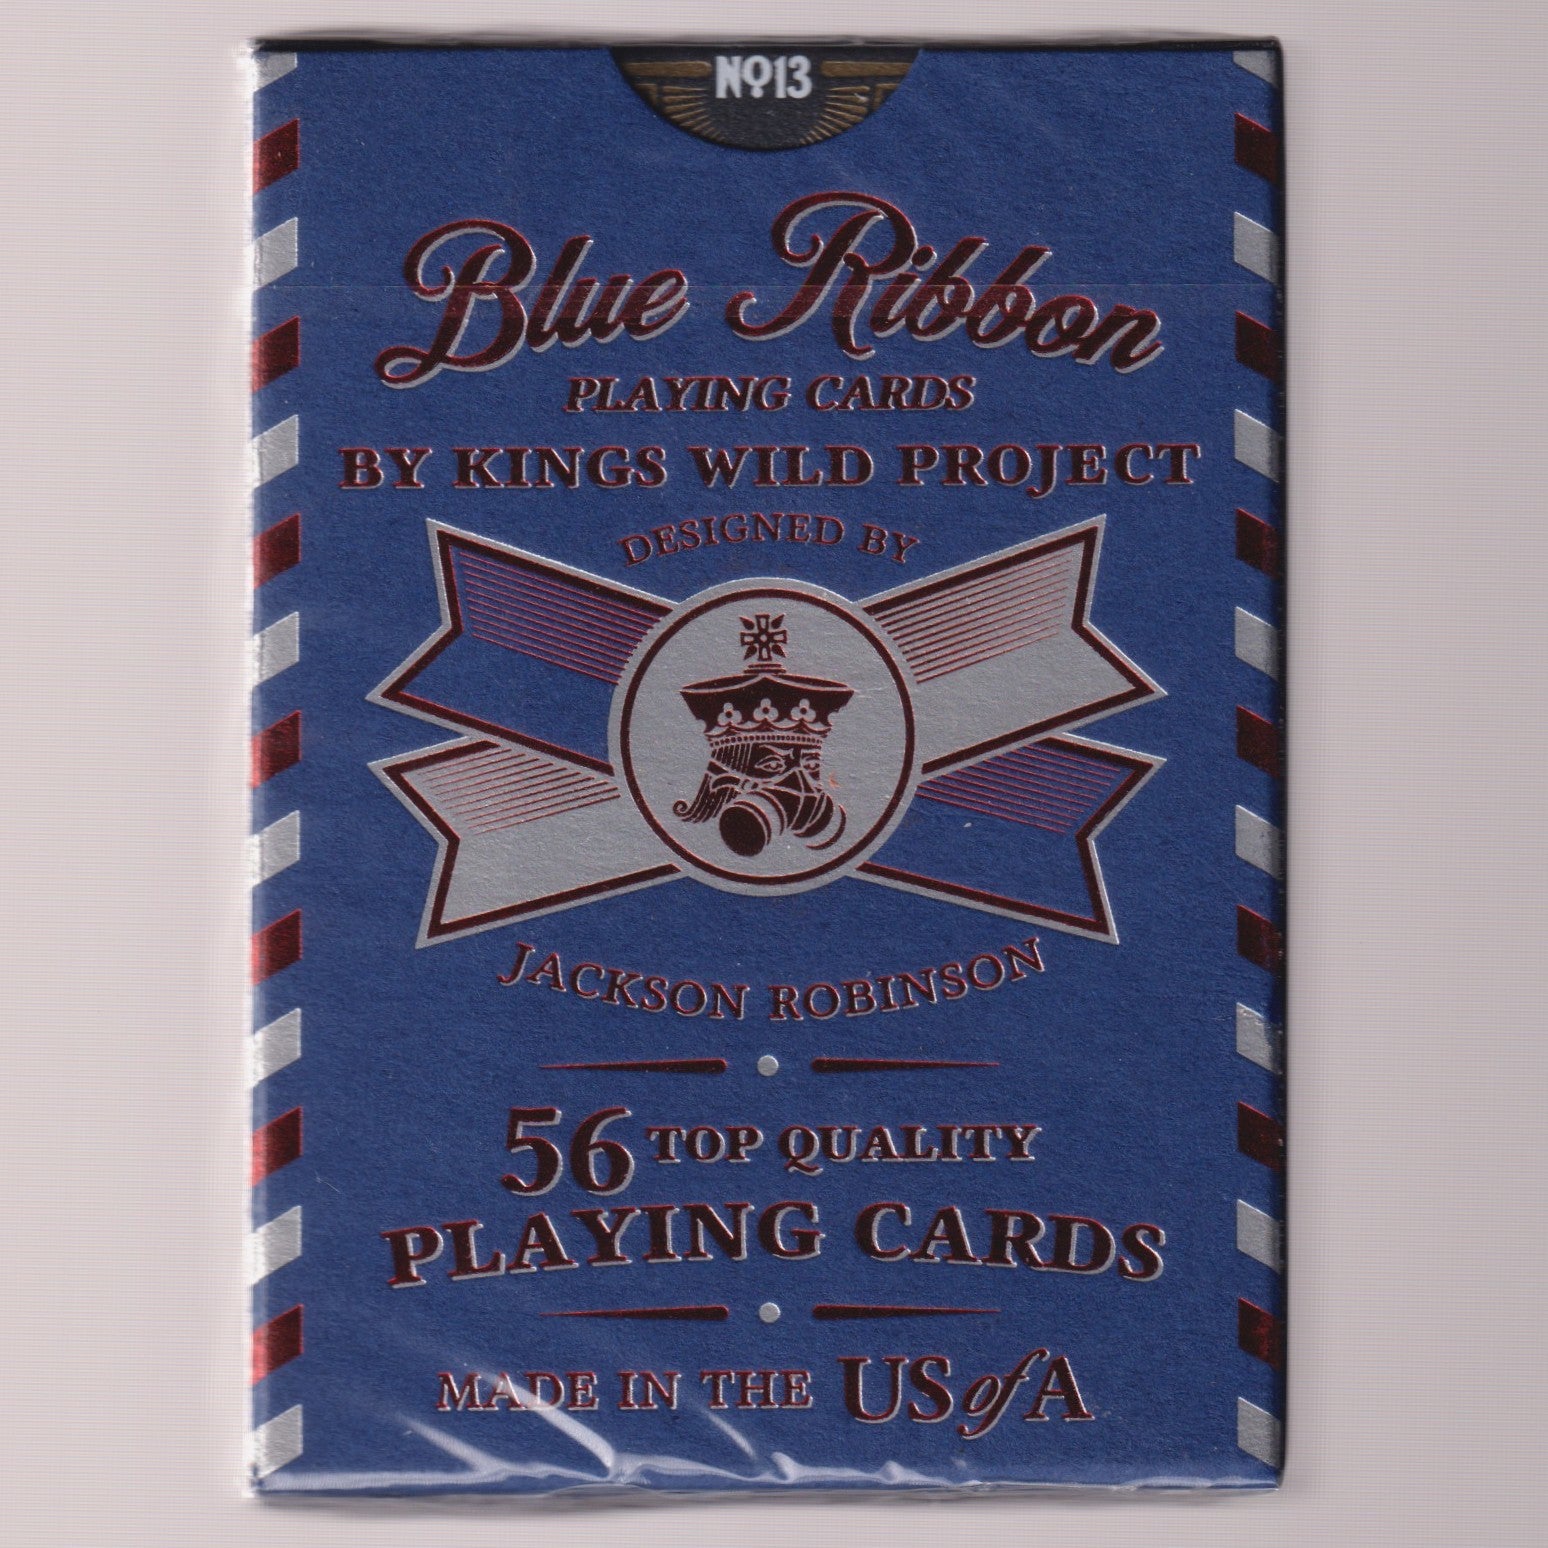 NO13
Blue Ribbon
PLAYING CARDS
BY KINGS WILD PROJECT
DESIGNED BY
JACKSON ROBINSON
56 TOP QUALITY
PLAYING CARDS
MADE IN THE US of A